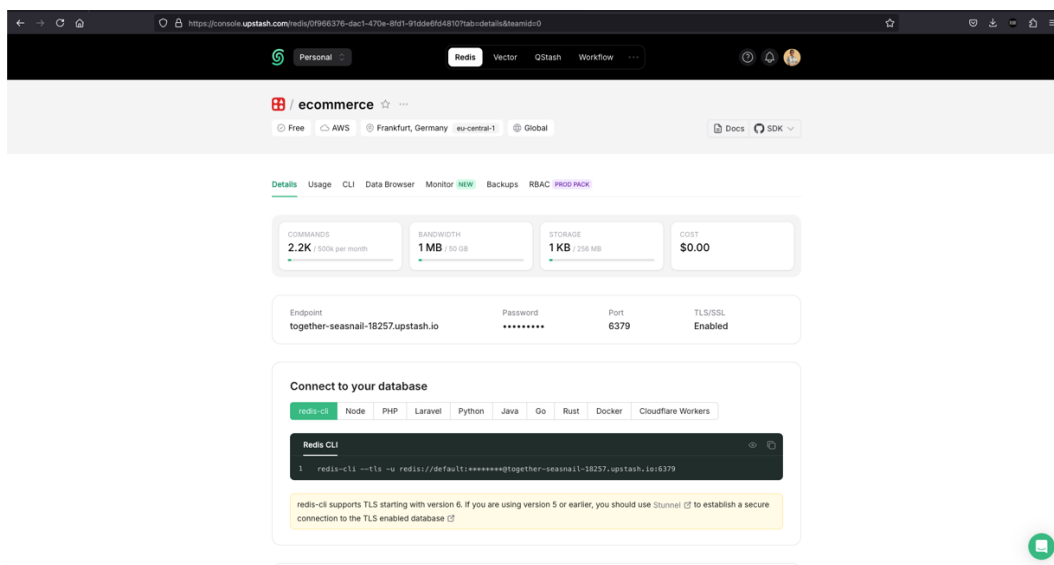 https://console.upstash.com/redis/0f966376-dac1-470e-8fd1-91dde6fd4810?tab=details&teamid=0
Personal
Redis Vector QStash Workflow ...
/ ecommerce ...
Free AWS Frankfurt, Germany eu-central-1 Global Docs SDK
Details Usage CLI Data Browser Monitor NEW Backups RBAC PROD PACK
COMMANDS BANDWIDTH STORAGE COST
2.2K / 500k per month 1 MB / 50 GB 1 KB / 256 MB $0.00
Endpoint Password Port TLS/SSL
together-seasnail-18257.upstash.io ••••••••• 6379 Enabled
Connect to your database
redis-cli Node PHP Laravel Python Java Go Rust Docker Cloudflare Workers
Redis CLI
1 redis-cli --tls -u redis://default:********@together-seasnail-18257.upstash.io:6379
redis-cli supports TLS starting with version 6. If you are using version 5 or earlier, you should use Stunnel to establish a secure
connection to the TLS enabled database